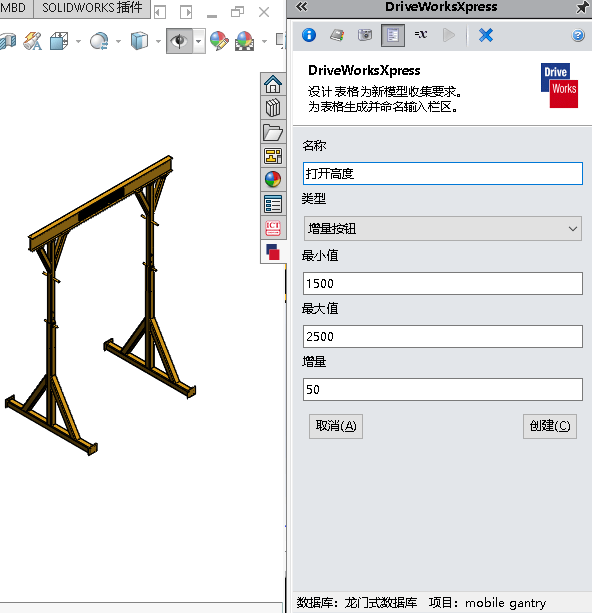 MBD
SOLIDWORKS 插件
DriveWorksXpress
=x
ICT
DriveWorksXpress
设计表格为新模型收集要求。
为表格生成并命名输入栏区。
Drive
Works
名称
打开高度
类型
增量按钮
最小值
1500
最大值
2500
增量
50
取消(A)
创建(C)
数据库：龙门式数据库 项目：mobile gantry